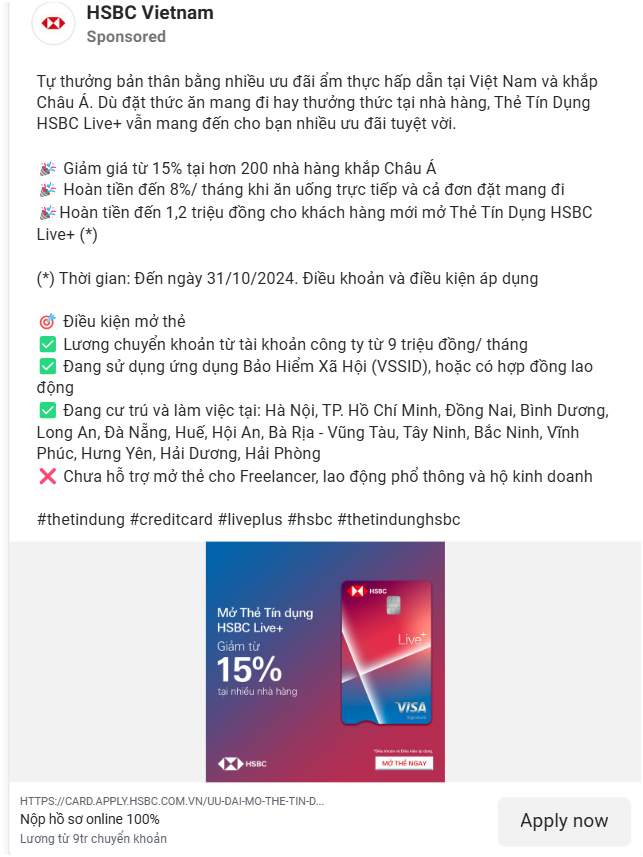 HSBC Vietnam
Sponsored
Tự thưởng bản thân bằng nhiều ưu đãi ẩm thực hấp dẫn tại Việt Nam và khắp
Châu Á. Dù đặt thức ăn mang đi hay thưởng thức tại nhà hàng, Thẻ Tín Dụng
HSBC Live+ vẫn mang đến cho bạn nhiều ưu đãi tuyệt vời.
🎉 Giảm giá từ 15% tại hơn 200 nhà hàng khắp Châu Á
🎉 Hoàn tiền đến 8%/ tháng khi ăn uống trực tiếp và cả đơn đặt mang đi
🎉 Hoàn tiền đến 1,2 triệu đồng cho khách hàng mới mở Thẻ Tín Dụng HSBC
Live+ (*)
(*) Thời gian: Đến ngày 31/10/2024. Điều khoản và điều kiện áp dụng
🎯 Điều kiện mở thẻ
✅ Lương chuyển khoản từ tài khoản công ty từ 9 triệu đồng/ tháng
✅ Đang sử dụng ứng dụng Bảo Hiểm Xã Hội (VSSID), hoặc có hợp đồng lao
động
✅ Đang cư trú và làm việc tại: Hà Nội, TP. Hồ Chí Minh, Đồng Nai, Bình Dương,
Long An, Đà Nẵng, Huế, Hội An, Bà Rịa - Vũng Tàu, Tây Ninh, Bắc Ninh, Vĩnh
Phúc, Hưng Yên, Hải Dương, Hải Phòng
❌ Chưa hỗ trợ mở thẻ cho Freelancer, lao động phổ thông và hộ kinh doanh
#thetindung #creditcard #liveplus #hsbc #thetindunghsbc
Mở Thẻ Tín dụng
HSBC Live+
Giảm từ
15%
tại nhiều nhà hàng
HSBC
Live+
VISA
Signature
HSBC
*Điều khoản và Điều kiện áp dụng.
MỞ THẺ NGAY
HTTPS://CARD.APPLY.HSBC.COM.VN/UU-DAI-MO-THE-TIN-D...
Nộp hồ sơ online 100%
Lương từ 9tr chuyển khoản
Apply now